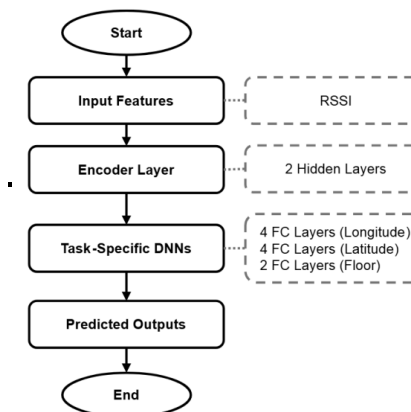 Start
Input Features
RSSI
Encoder Layer
2 Hidden Layers
Task-Specific DNNs
4 FC Layers (Longitude)
4 FC Layers (Latitude)
2 FC Layers (Floor)
Predicted Outputs
End